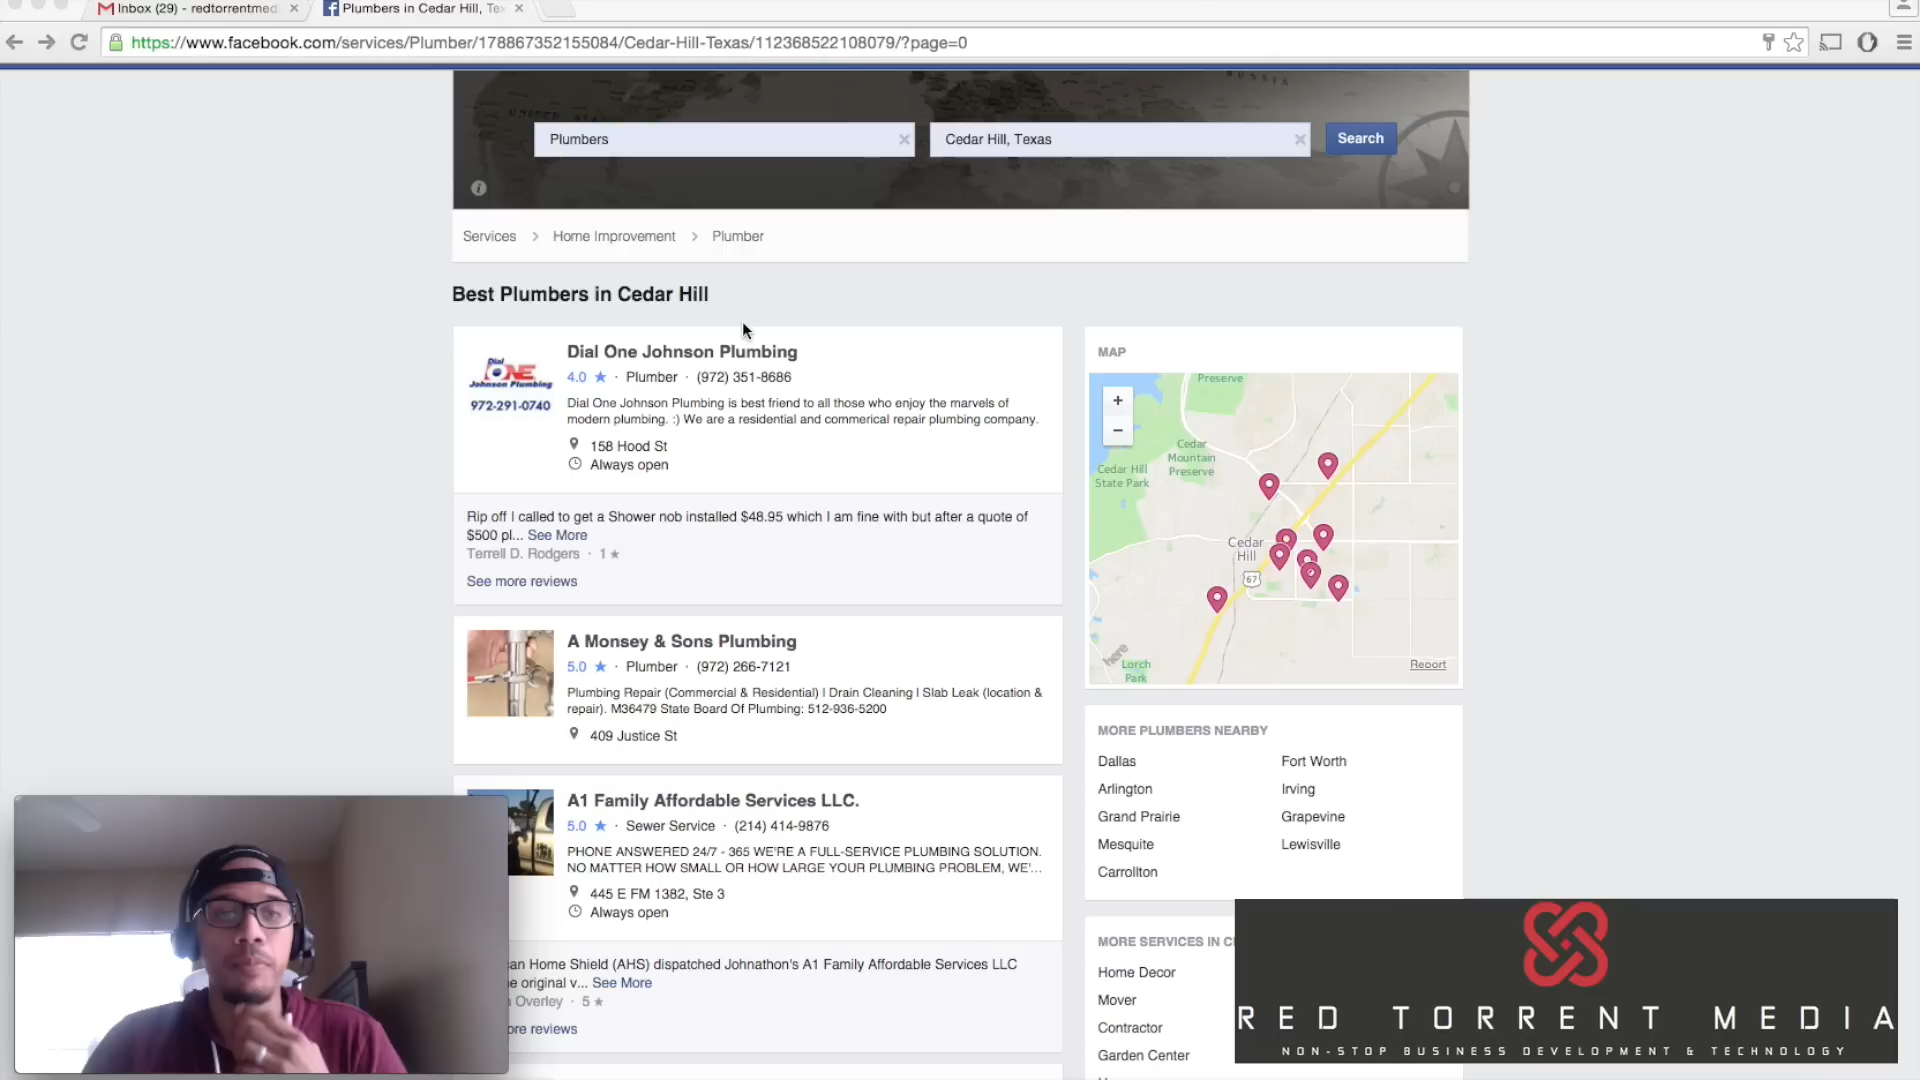 Inbox (29) - redtorrentmed
Plumbers in Cedar Hill, Tex
https://www.facebook.com/services/Plumber/178867352155084/Cedar-Hill-Texas/112368522108079/?page=0
RUSSIA
Plumbers
Cedar Hill, Texas
Search
Services > Home Improvement > Plumber
Best Plumbers in Cedar Hill
Dial One Johnson Plumbing
Dial
ONE
Johnson Plumbing
972-291-0740
4.0 ★ · Plumber · (972) 351-8686
Dial One Johnson Plumbing is best friend to all those who enjoy the marvels of
modern plumbing. :) We are a residential and commerical repair plumbing company.
158 Hood St
Always open
Rip off I called to get a Shower nob installed $48.95 which I am fine with but after a quote of
$500 pl... See More
Terrell D. Rodgers · 1 ★
See more reviews
A Monsey & Sons Plumbing
5.0 ★ · Plumber · (972) 266-7121
Plumbing Repair (Commercial & Residential) | Drain Cleaning | Slab Leak (location &
repair). M36479 State Board Of Plumbing: 512-936-5200
409 Justice St
A1 Family Affordable Services LLC.
5.0 ★ · Sewer Service · (214) 414-9876
PHONE ANSWERED 24/7 - 365 WE'RE A FULL-SERVICE PLUMBING SOLUTION.
NO MATTER HOW SMALL OR HOW LARGE YOUR PLUMBING PROBLEM, WE'...
445 E FM 1382, Ste 3
Always open
can Home Shield (AHS) dispatched Johnathon's A1 Family Affordable Services LLC
e original v... See More
Overley · 5 ★
ore reviews
MAP
+
−
Preserve
Cedar
Mountain
Preserve
Cedar Hill
State Park
Cedar
Hill
67
here
Lorch
Park
Report
MORE PLUMBERS NEARBY
Dallas
Fort Worth
Arlington
Irving
Grand Prairie
Grapevine
Mesquite
Lewisville
Carrollton
MORE SERVICES IN C
Home Decor
Mover
Contractor
Garden Center
RED TORRENT MEDIA
NON-STOP BUSINESS DEVELOPMENT & TECHNOLOGY